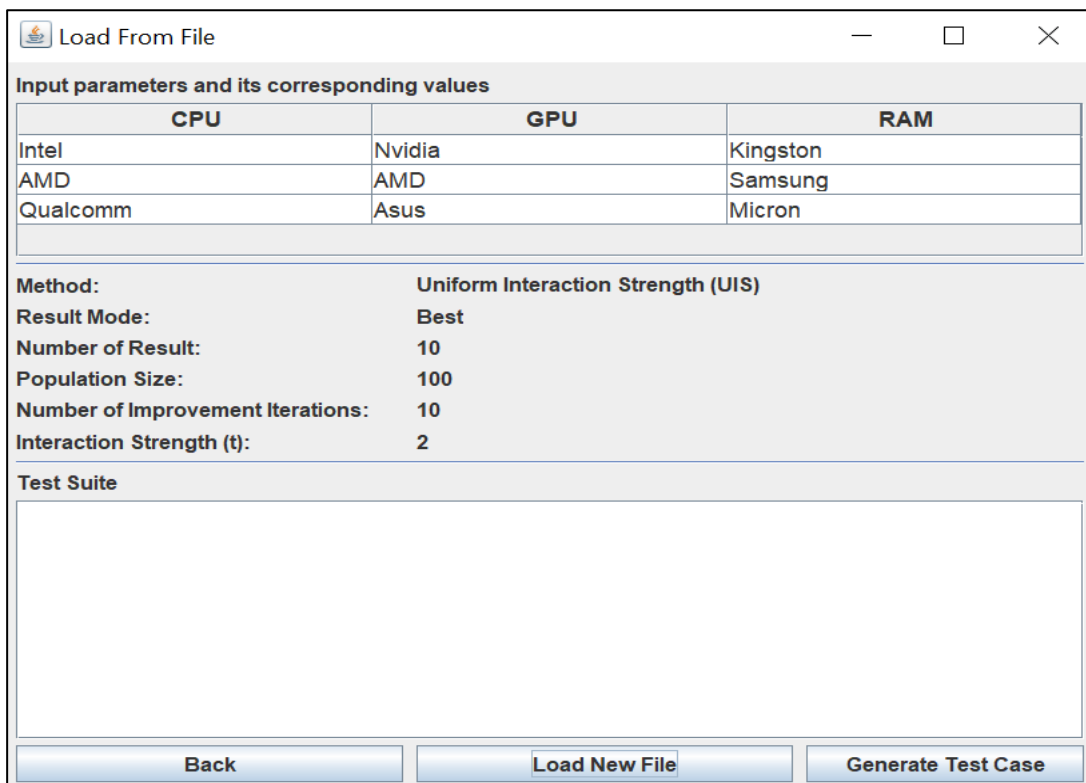 Load From File
Input parameters and its corresponding values
CPU GPU RAM
Intel Nvidia Kingston
AMD AMD Samsung
Qualcomm Asus Micron
Method: Uniform Interaction Strength (UIS)
Result Mode: Best
Number of Result: 10
Population Size: 100
Number of Improvement Iterations: 10
Interaction Strength (t): 2
Test Suite
Back Load New File Generate Test Case